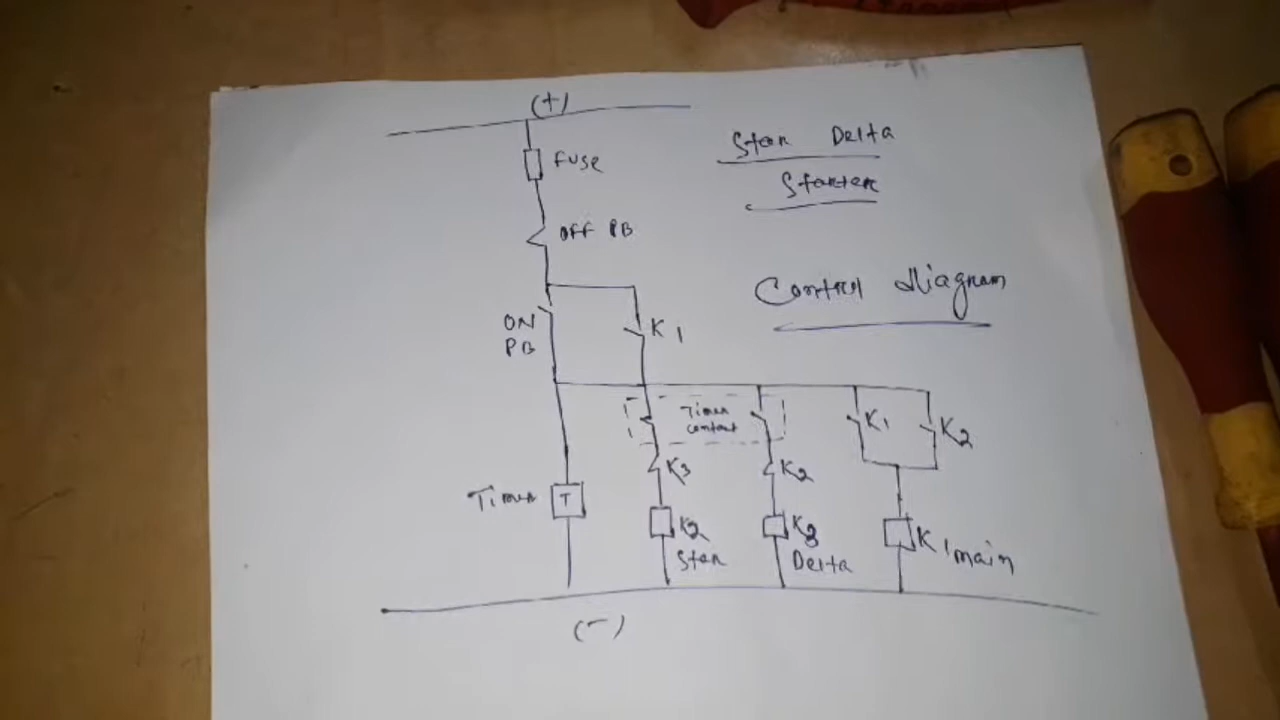 (+)
Star Delta
Starter
Fuse
OFF PB
Control diagram
ON
PB
K1
Timer
contact
K1
K2
K3
K2
Timer
T
K2
Star
K3
Delta
K1 main
(-)